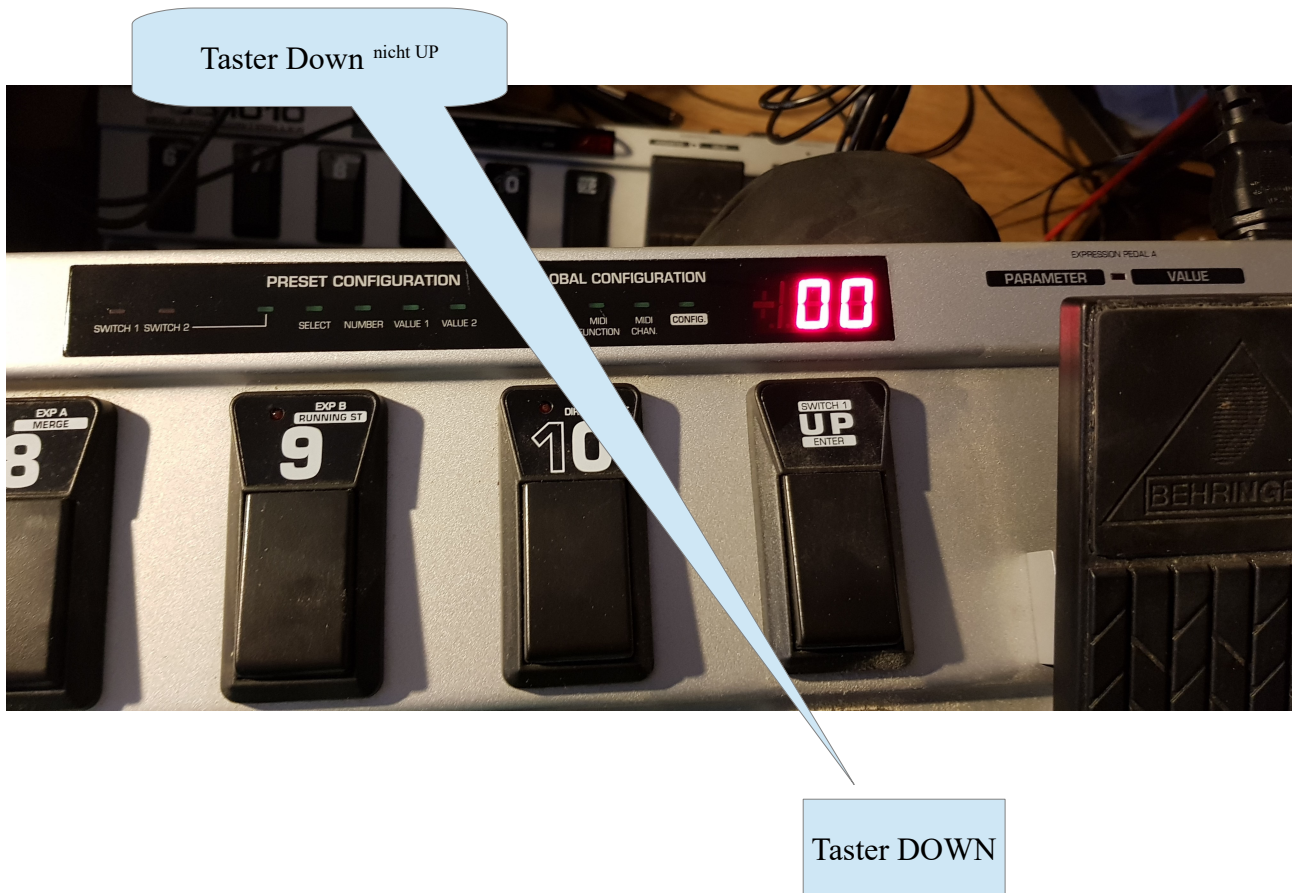 Taster Down nicht UP
EXPRESSION PEDAL A
PARAMETER VALUE
PRESET CONFIGURATION
OBAL CONFIGURATION
00
SWITCH 1 SWITCH 2
SELECT NUMBER VALUE 1 VALUE 2
MIDI MIDI CONFIG.
UNCTION CHAN.
EXP A
MERGE
8
EXP B
RUNNING ST
9
10
SWITCH 1
UP
ENTER
BEHRINGE
Taster DOWN